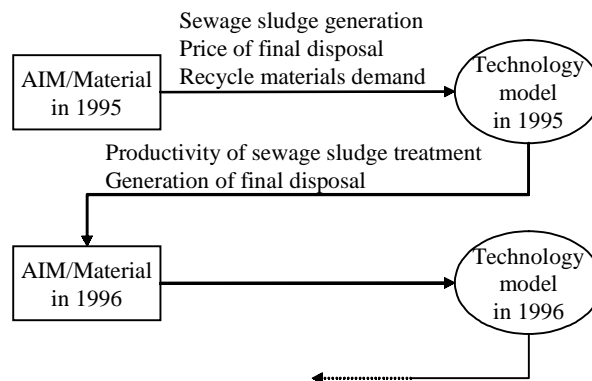 Sewage sludge generation
Price of final disposal
Recycle materials demand
AIM/Material
in 1995
Technology
model
in 1995
Productivity of sewage sludge treatment
Generation of final disposal
AIM/Material
in 1996
Technology
model
in 1996